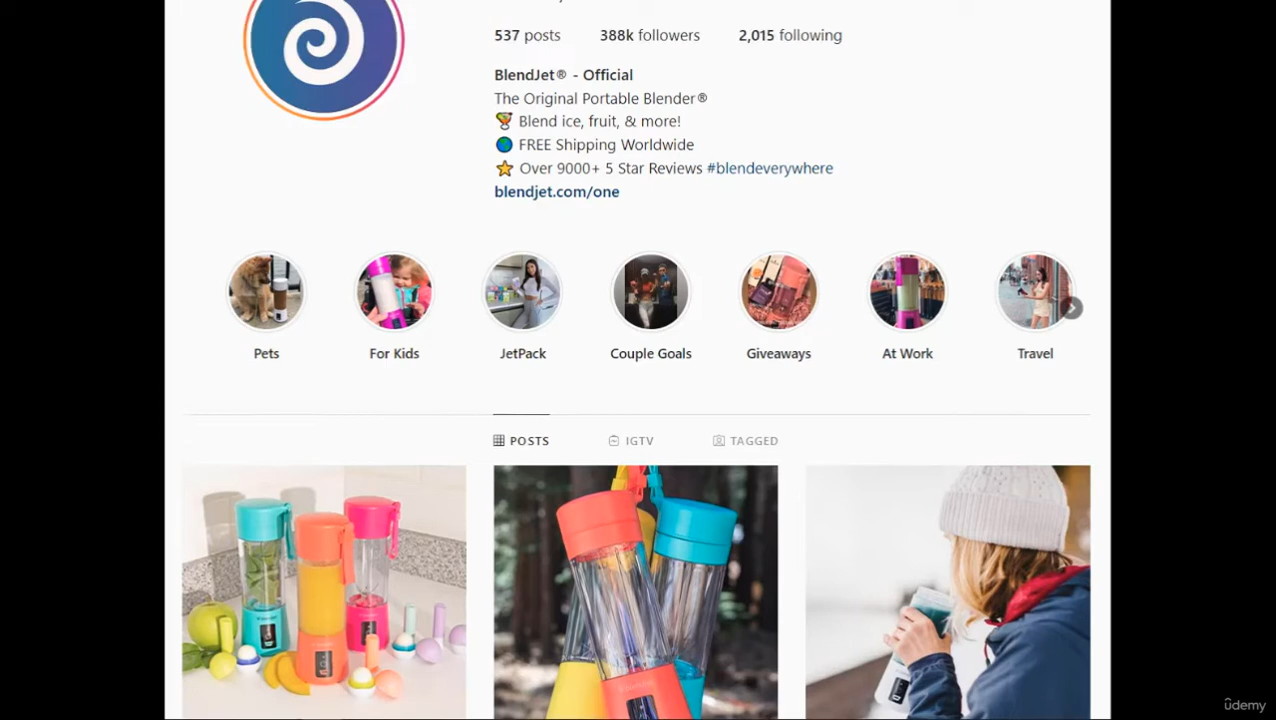 537 posts 388k followers 2,015 following
BlendJet® - Official
The Original Portable Blender®
🍹 Blend ice, fruit, & more!
🌎 FREE Shipping Worldwide
⭐ Over 9000+ 5 Star Reviews #blendeverywhere
blendjet.com/one
Pets For Kids JetPack Couple Goals Giveaways At Work Travel
POSTS IGTV TAGGED
ûdemy